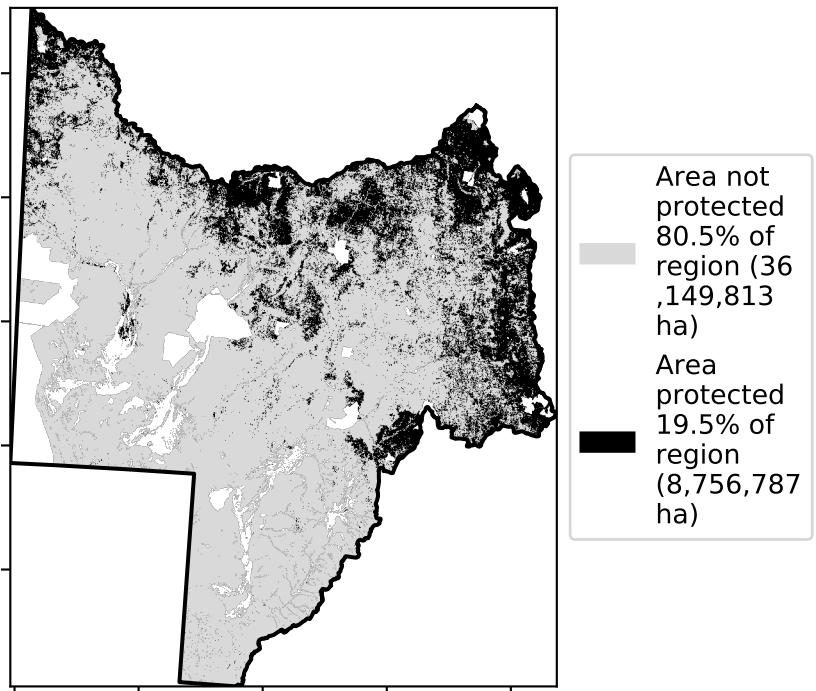 Area not
protected
80.5% of
region (36
,149,813
ha)
Area
protected
19.5% of
region
(8,756,787
ha)